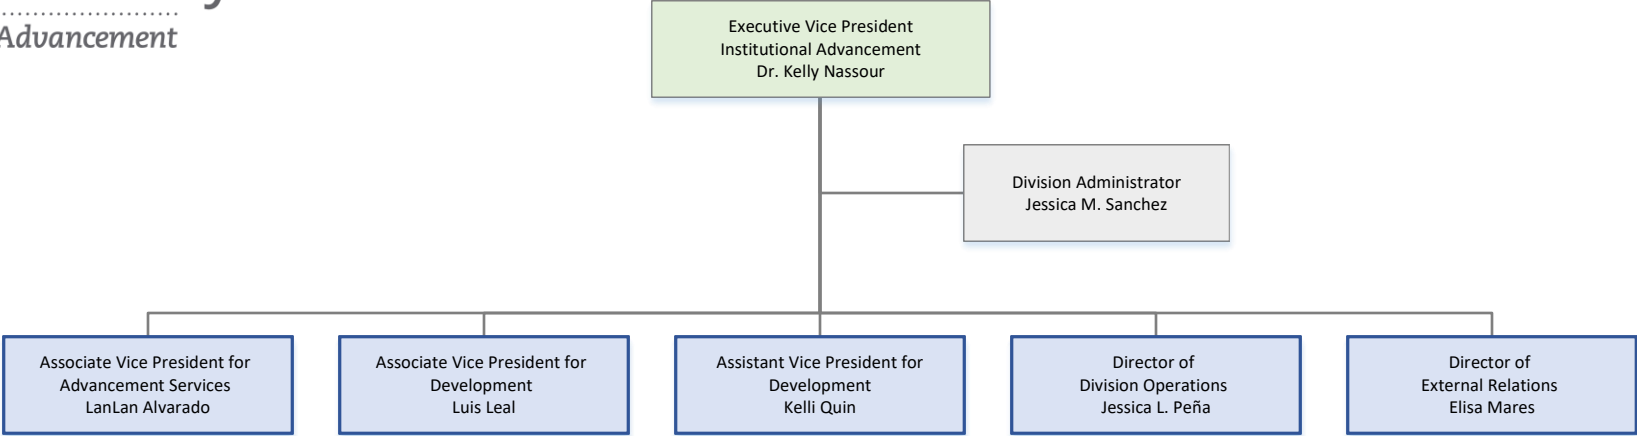 Advancement
Executive Vice President
Institutional Advancement
Dr. Kelly Nassour
Division Administrator
Jessica M. Sanchez
Associate Vice President for
Advancement Services
LanLan Alvarado
Associate Vice President for
Development
Luis Leal
Assistant Vice President for
Development
Kelli Quin
Director of
Division Operations
Jessica L. Peña
Director of
External Relations
Elisa Mares